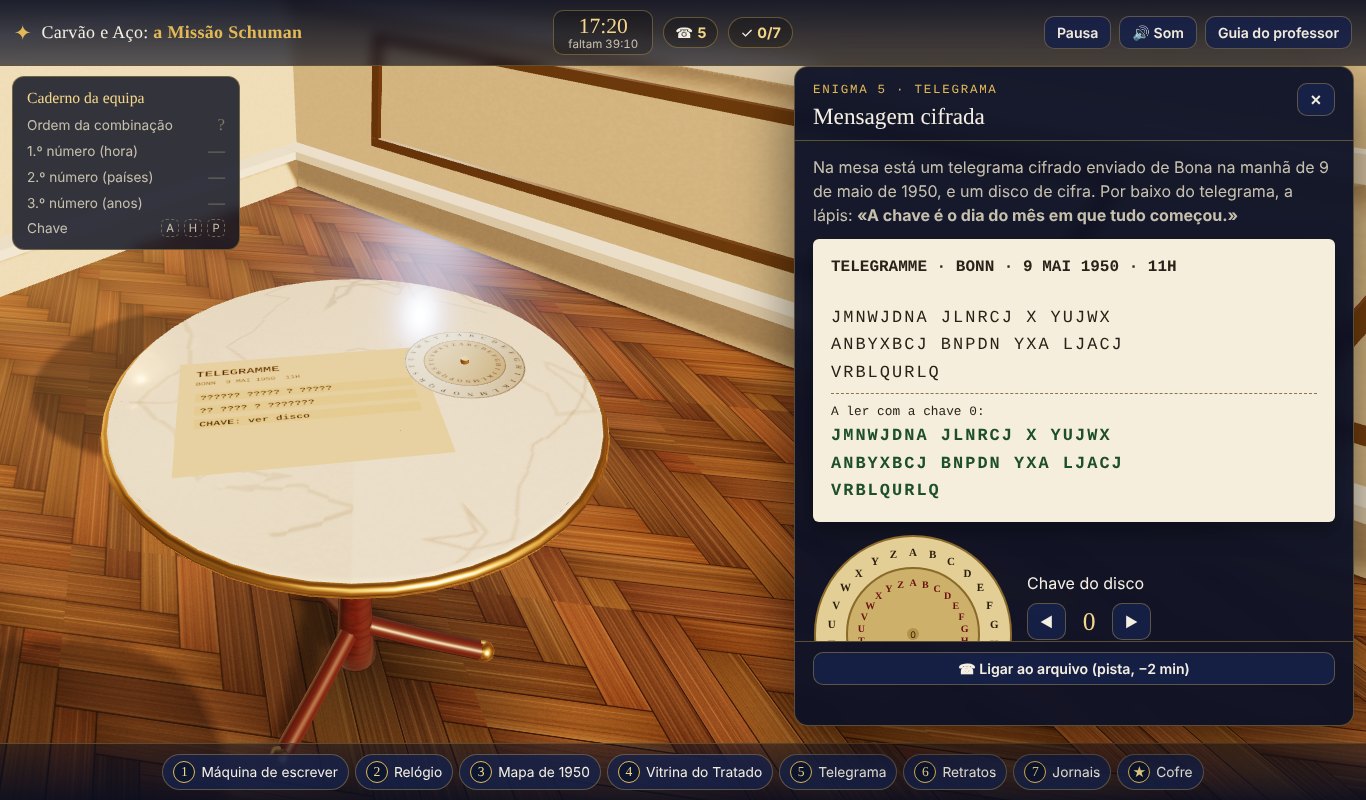 ✦ Carvão e Aço: a Missão Schuman
17:20
faltam 39:10
☎ 5
✓ 0/7
Pausa
🔊 Som
Guia do professor
Caderno da equipa
Ordem da combinação ?
1.º número (hora) —
2.º número (países) —
3.º número (anos) —
Chave A H P
TELEGRAMME
BONN 9 MAI 1950 11H
?????? ????? ? ?????
?? ???? ? ???????
CHAVE: ver disco
ENIGMA 5 · TELEGRAMA
Mensagem cifrada
×
Na mesa está um telegrama cifrado enviado de Bona na manhã de 9
de maio de 1950, e um disco de cifra. Por baixo do telegrama, a
lápis: «A chave é o dia do mês em que tudo começou.»
TELEGRAMME · BONN · 9 MAI 1950 · 11H
JMNWJDNA JLNRCJ X YUJWX
ANBYXBCJ BNPDN YXA LJACJ
VRBLQURLQ
A ler com a chave 0:
JMNWJDNA JLNRCJ X YUJWX
ANBYXBCJ BNPDN YXA LJACJ
VRBLQURLQ
U V W X Y Z A B C D E F G
T U V W X Y Z A B C D E F G H
0
Chave do disco
◀ 0 ▶
☎ Ligar ao arquivo (pista, −2 min)
1 Máquina de escrever
2 Relógio
3 Mapa de 1950
4 Vitrina do Tratado
5 Telegrama
6 Retratos
7 Jornais
★ Cofre